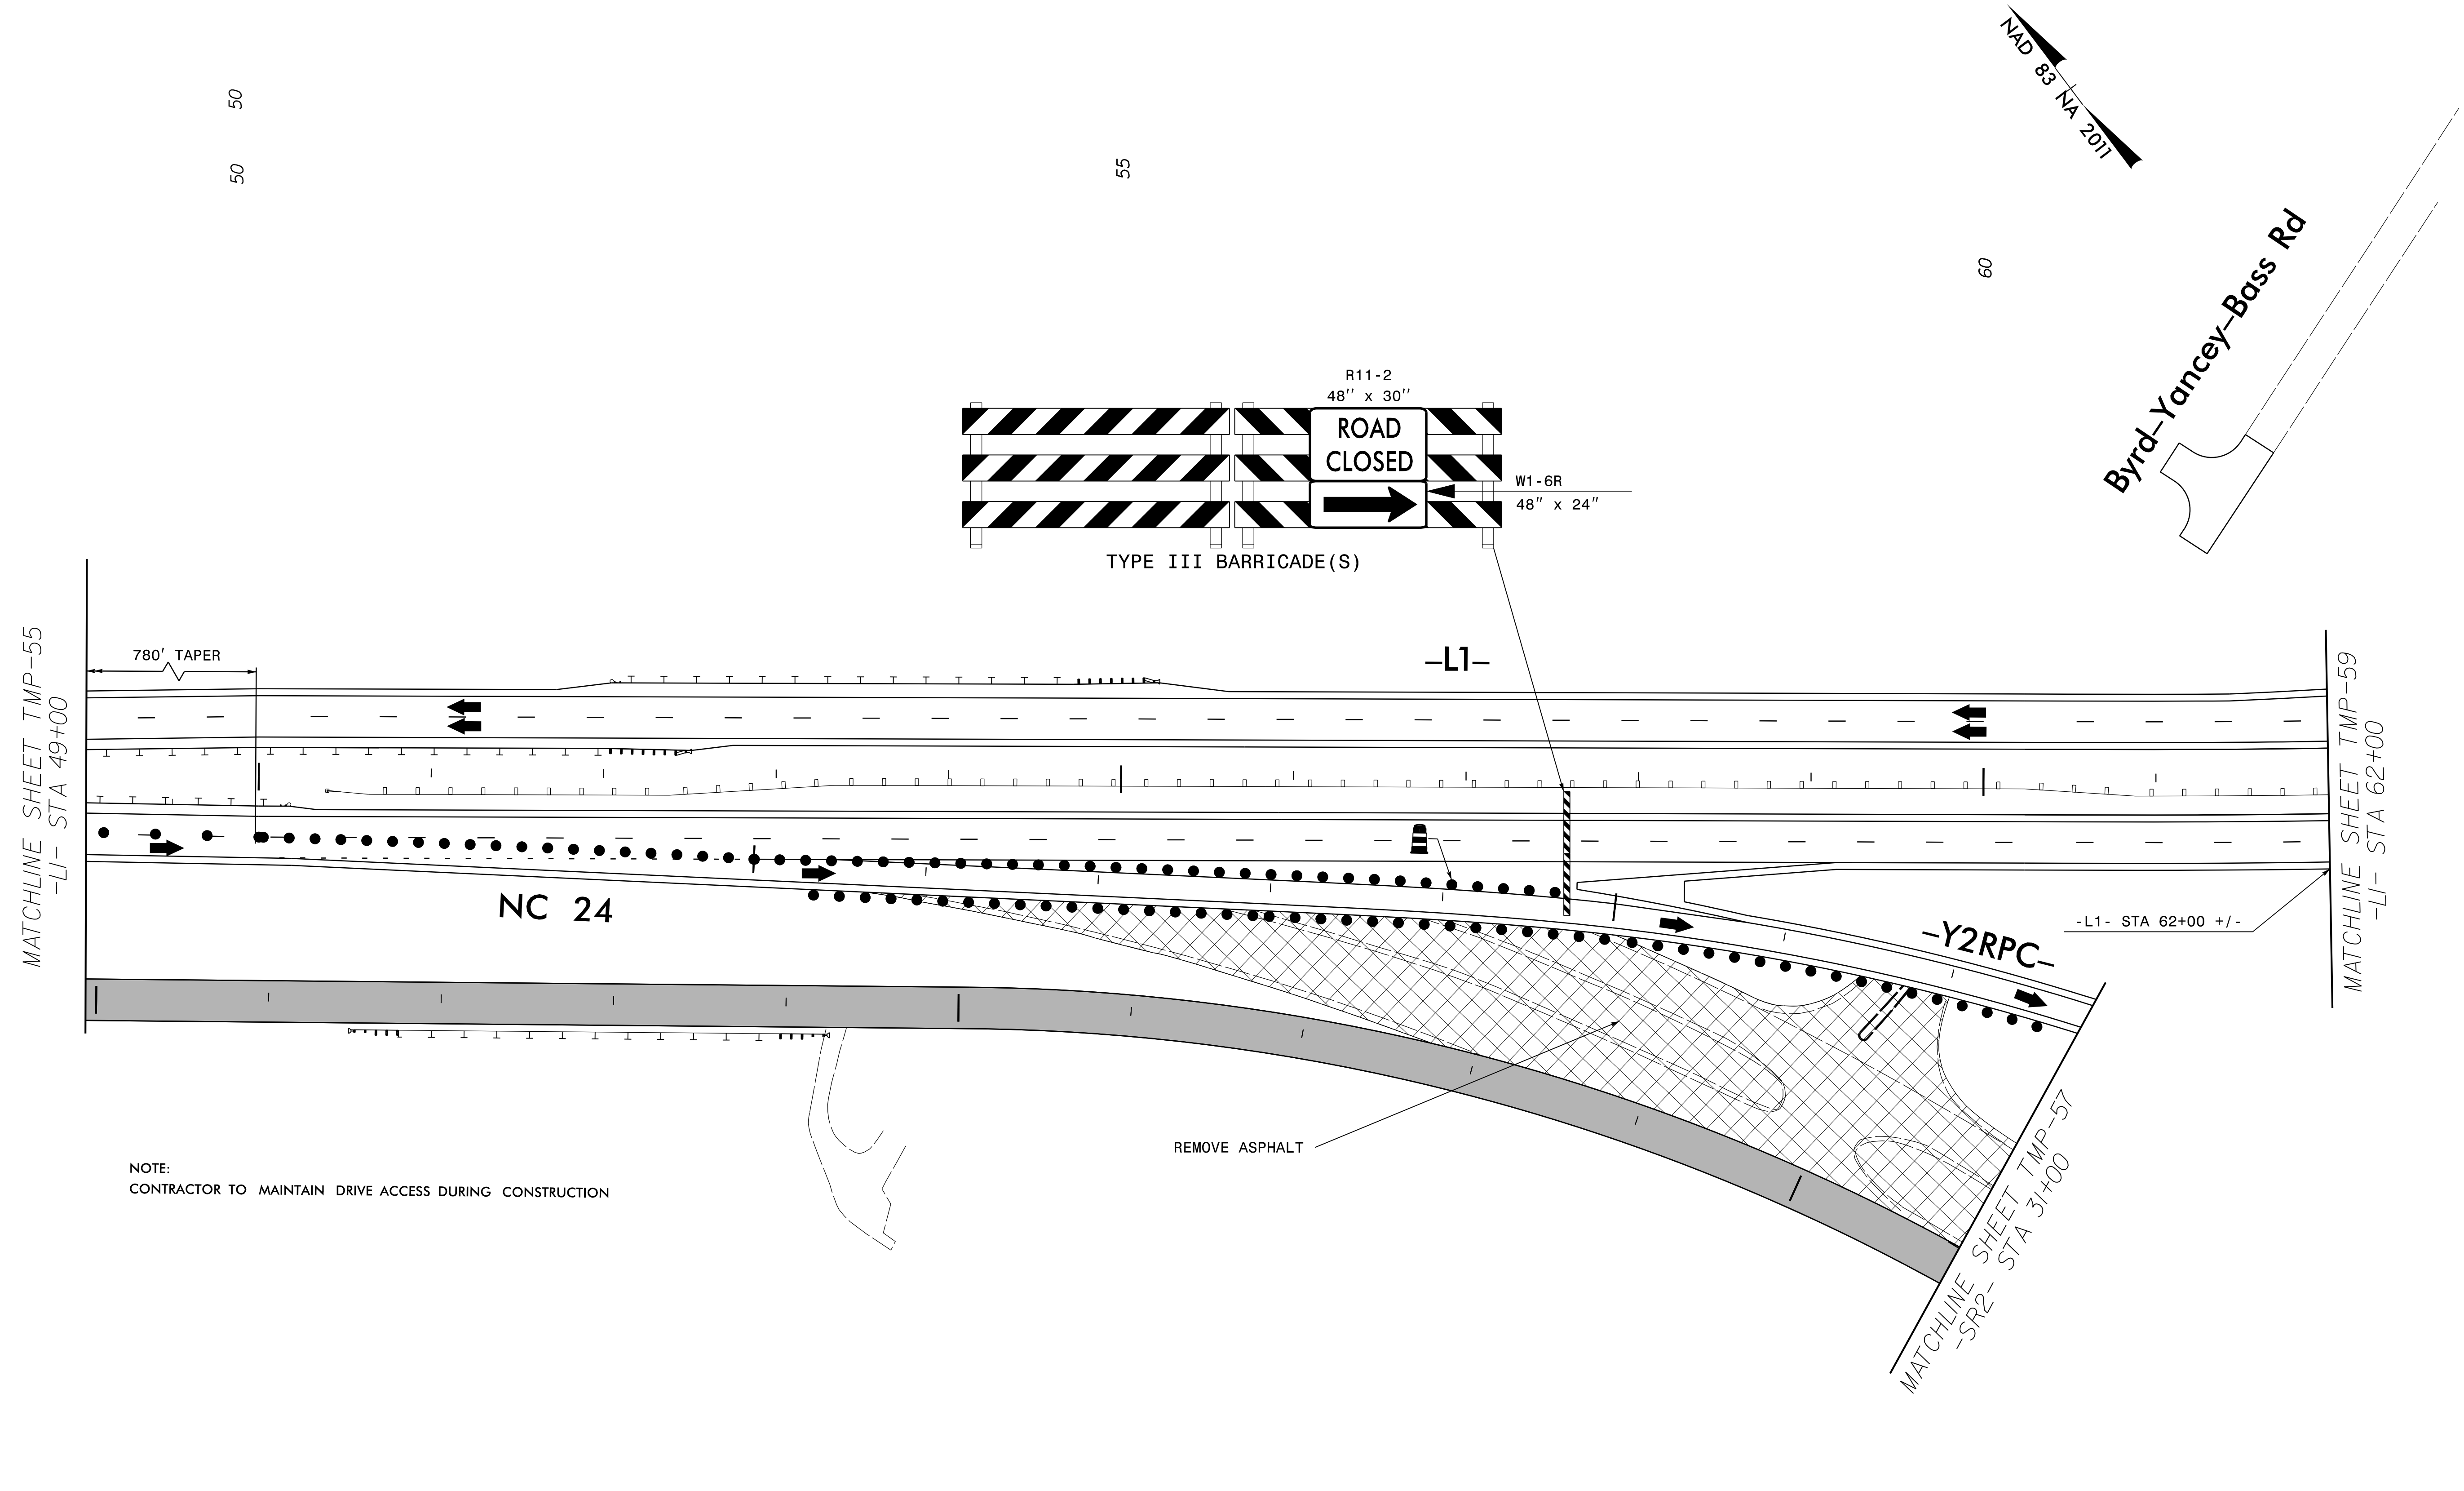 NAD 83 NA 2011
50
50
55
60
Byrd-Yancey-Bass Rd
R11-2
48'' x 30''
ROAD
CLOSED
W1-6R
48" x 24"
TYPE III BARRICADE(S)
MATCHLINE SHEET TMP-55
-L1- STA 49+00
780' TAPER
-L1-
MATCHLINE SHEET TMP-59
-L1- STA 62+00
NC 24
-L1- STA 62+00 +/-
-Y2RPC-
REMOVE ASPHALT
MATCHLINE SHEET TMP-57
-SR2- STA 31+00
NOTE:
CONTRACTOR TO MAINTAIN DRIVE ACCESS DURING CONSTRUCTION